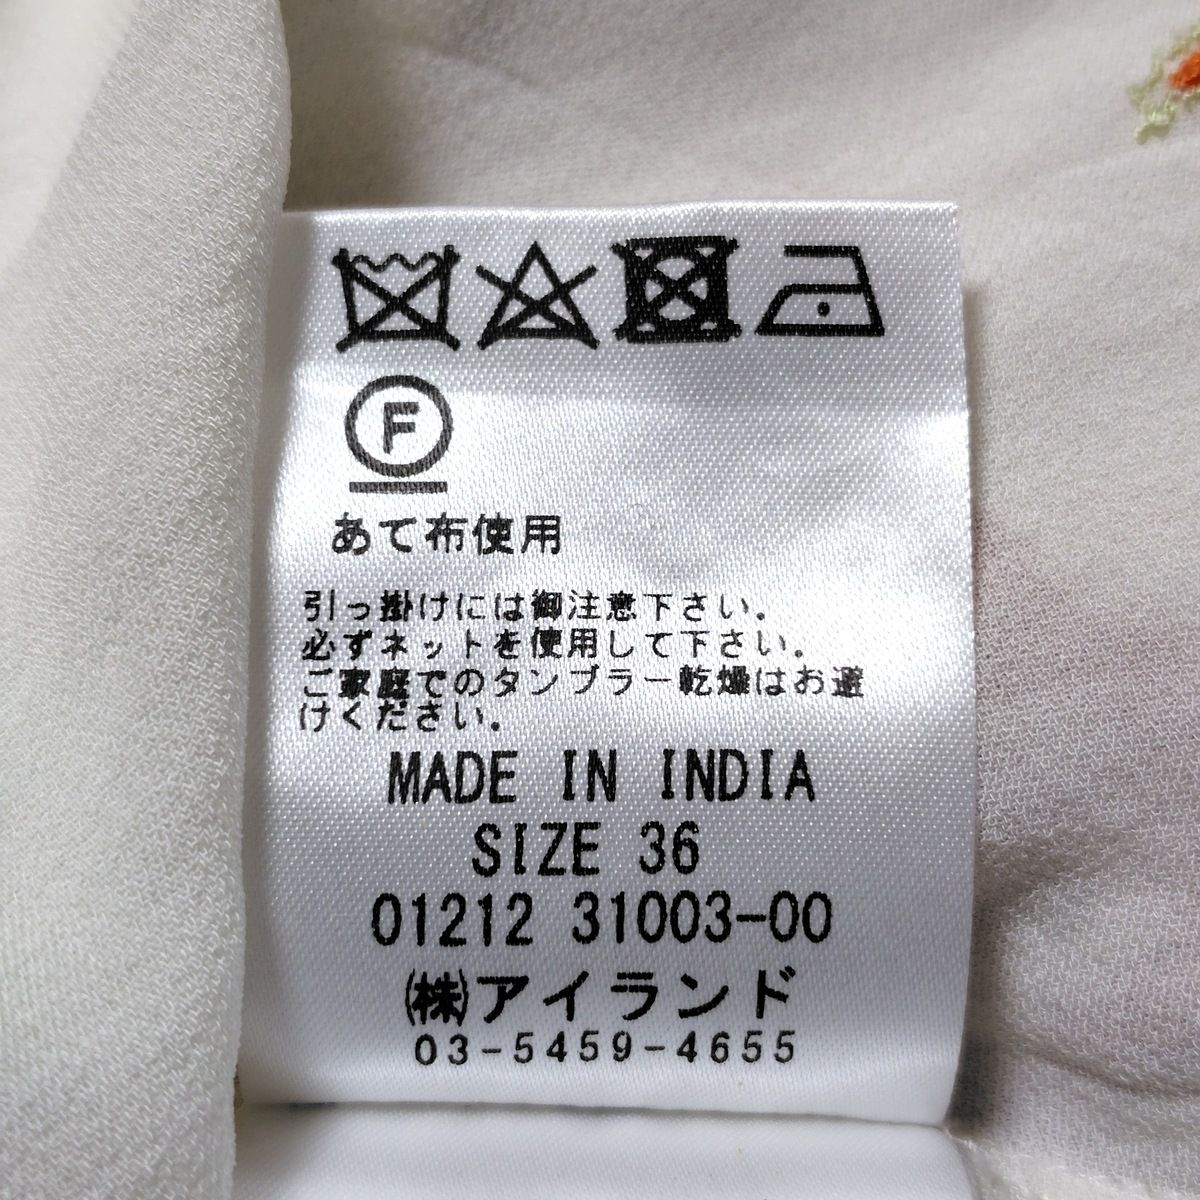 F
あて布使用
引っ掛けには御注意下さい。
必ずネットを使用して下さい。
ご家庭でのタンブラー乾燥はお避
けください。
MADE IN INDIA
SIZE 36
01212 31003-00
㈱アイランド
03-5459-4655